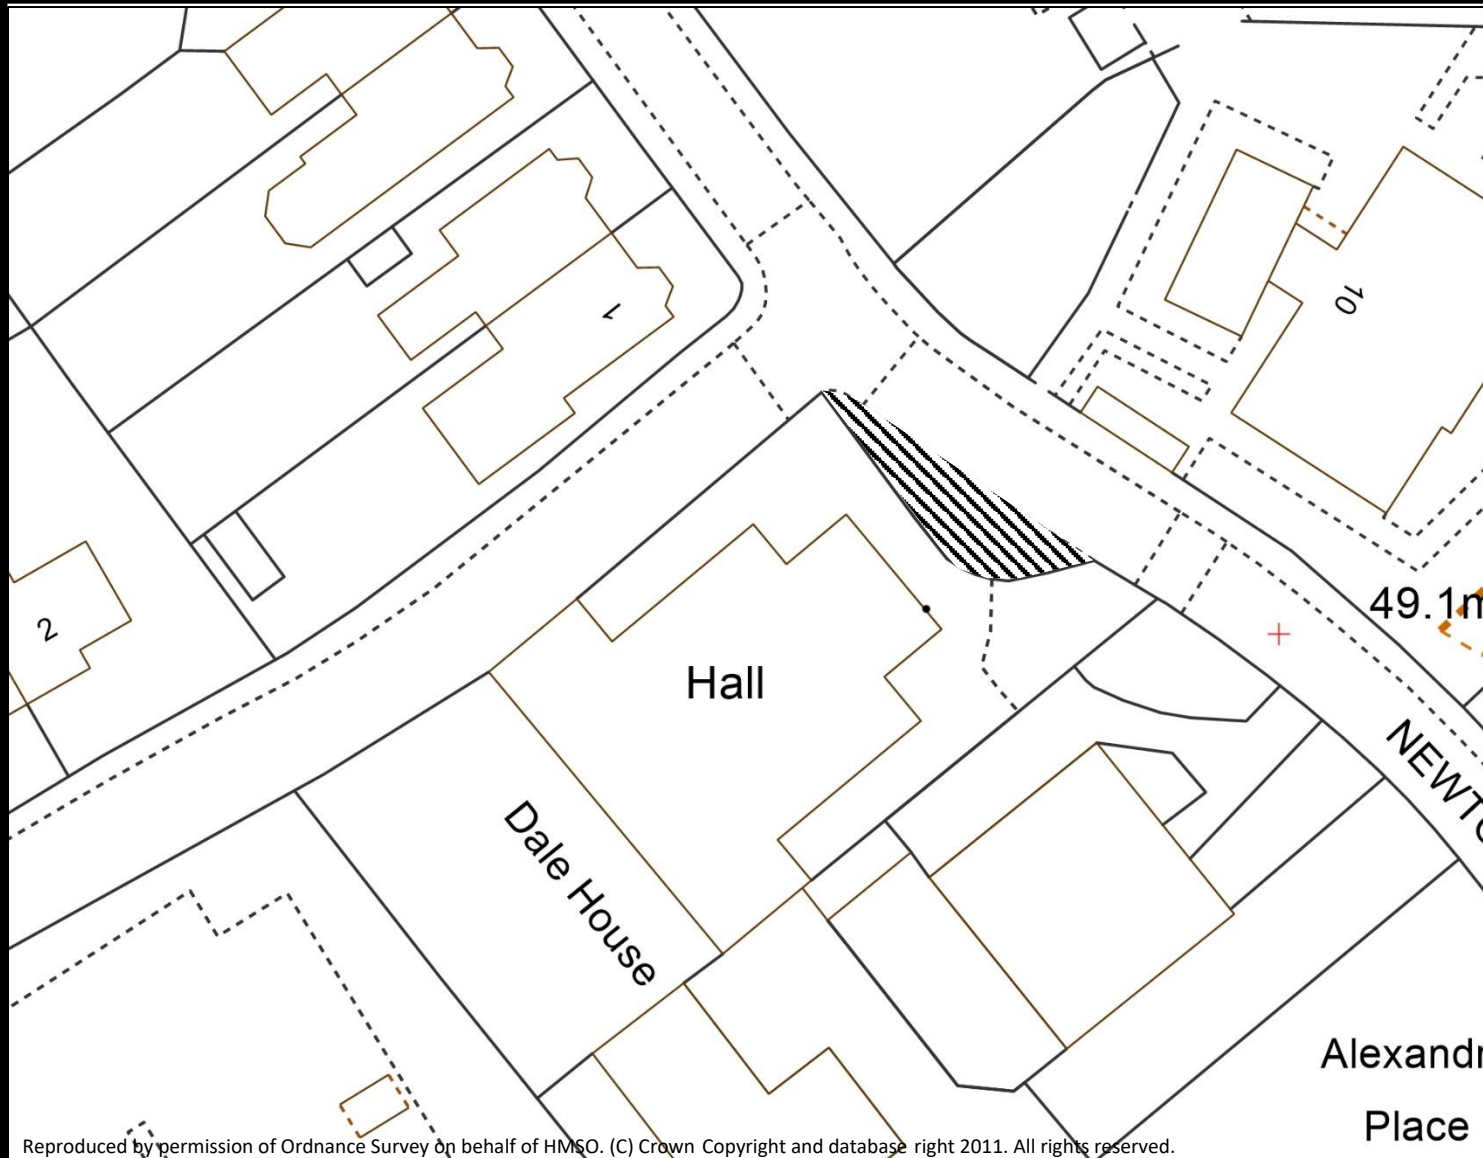 1
10
2
49.1m
Hall
Dale House
Alexandr
Place
Reproduced by permission of Ordnance Survey on behalf of HMSO. (C) Crown Copyright and database right 2011. All rights reserved.